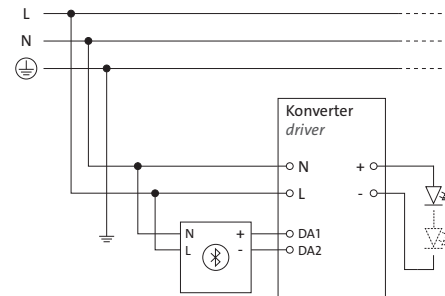 L
N
Konverter
driver
N +
L -
N + DA1
L - DA2